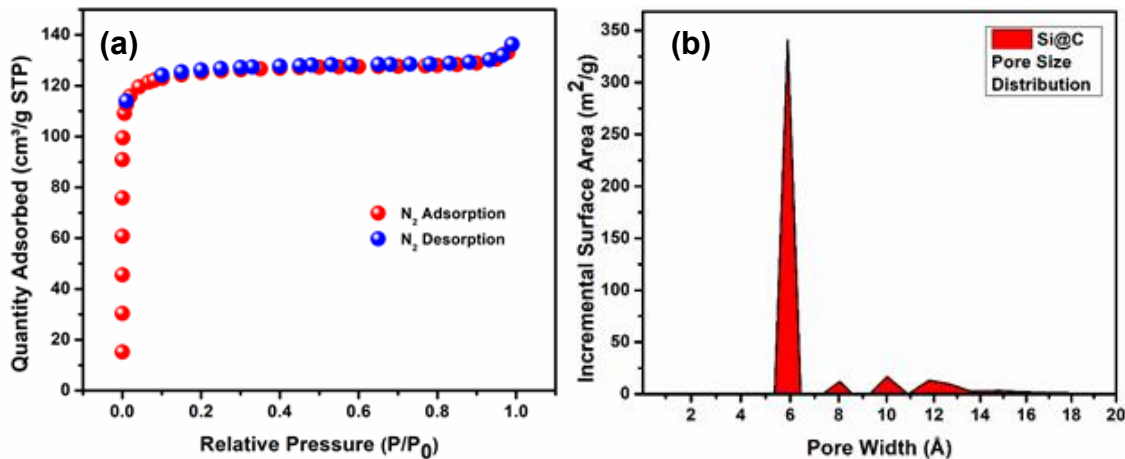 (a)
Quantity Adsorbed (cm³/g STP)
140
120
100
80
60
40
20
0
N₂ Adsorption
N₂ Desorption
0.0 0.2 0.4 0.6 0.8 1.0
Relative Pressure (P/P₀)
(b)
Incremental Surface Area (m²/g)
350
300
250
200
150
100
50
0
Si@C
Pore Size
Distribution
2 4 6 8 10 12 14 16 18 20
Pore Width (Å)